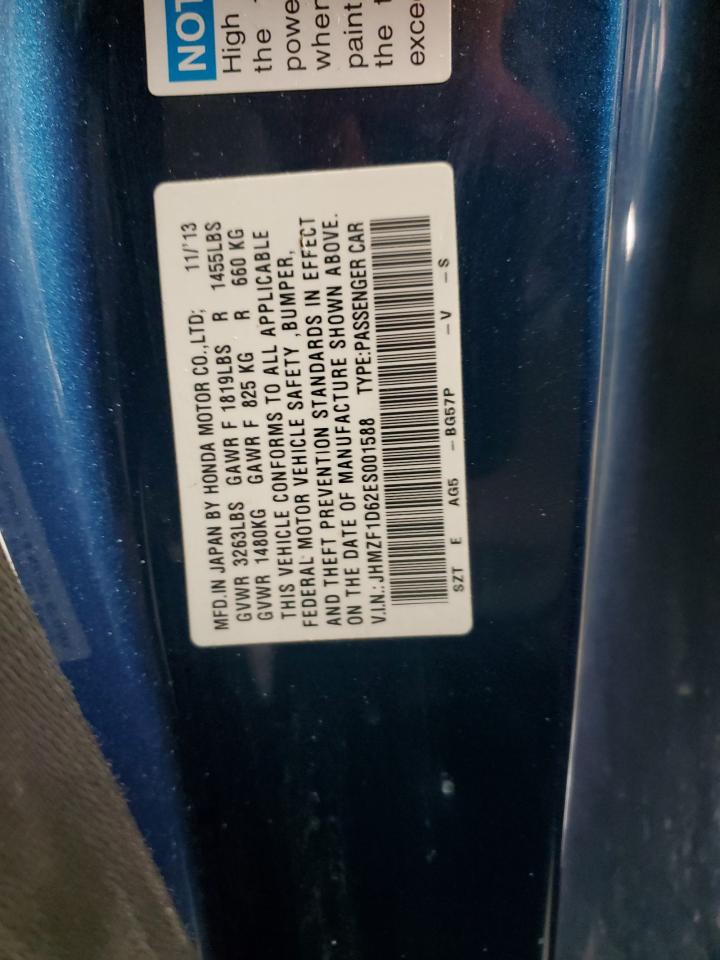 NOT
High
the
powe
when
paint
the t
exce
MFD.IN JAPAN BY HONDA MOTOR CO.,LTD; 11/'13
GVWR 3263LBS GAWR F 1819LBS R 1455LBS
GVWR 1480KG GAWR F 825 KG R 660 KG
THIS VEHICLE CONFORMS TO ALL APPLICABLE
FEDERAL MOTOR VEHICLE SAFETY ,BUMPER,
AND THEFT PREVENTION STANDARDS IN EFFECT
ON THE DATE OF MANUFACTURE SHOWN ABOVE.
V.I.N.: JHMZF1D62ES001588 TYPE:PASSENGER CAR
SZT E AG5 – BG57P – V – S